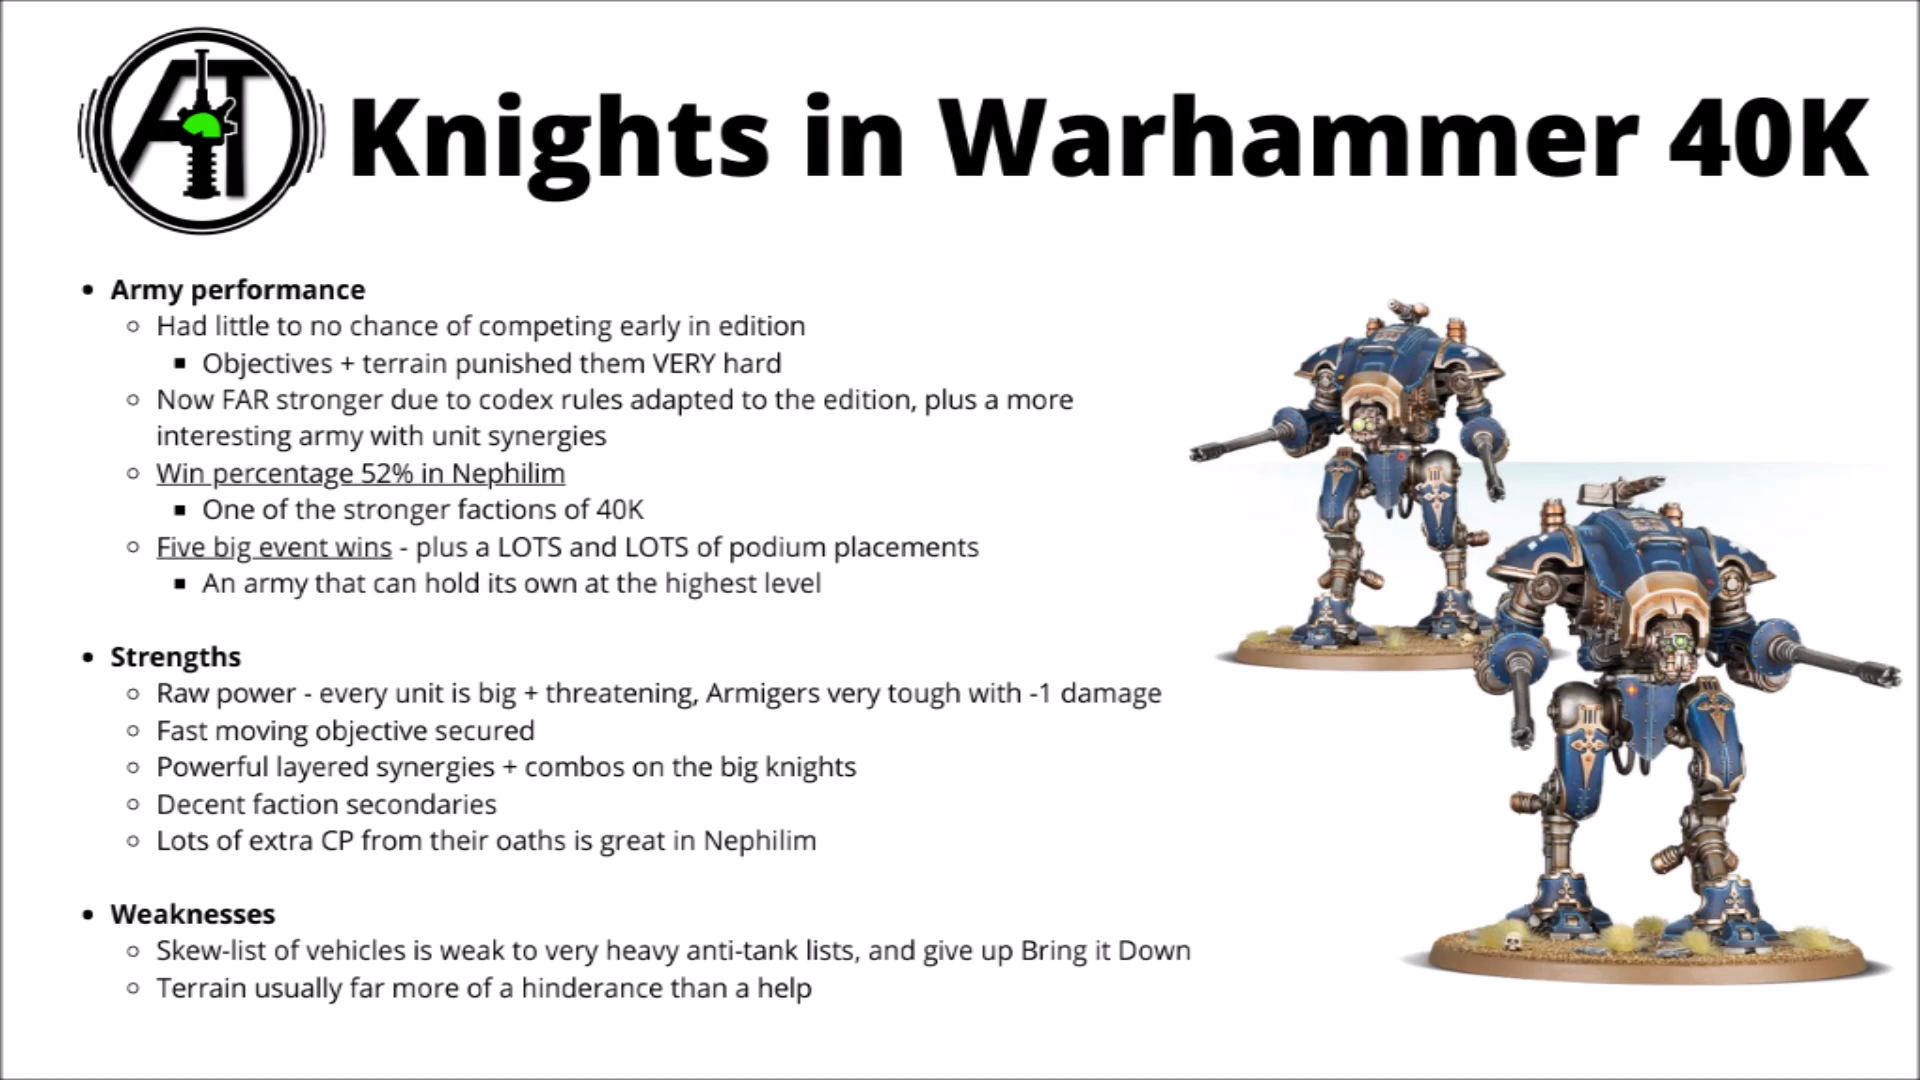 AT
Knights in Warhammer 40K
• Army performance
◦ Had little to no chance of competing early in edition
▪ Objectives + terrain punished them VERY hard
◦ Now FAR stronger due to codex rules adapted to the edition, plus a more
interesting army with unit synergies
◦ Win percentage 52% in Nephilim
▪ One of the stronger factions of 40K
◦ Five big event wins - plus a LOTS and LOTS of podium placements
▪ An army that can hold its own at the highest level
• Strengths
◦ Raw power - every unit is big + threatening, Armigers very tough with -1 damage
◦ Fast moving objective secured
◦ Powerful layered synergies + combos on the big knights
◦ Decent faction secondaries
◦ Lots of extra CP from their oaths is great in Nephilim
• Weaknesses
◦ Skew-list of vehicles is weak to very heavy anti-tank lists, and give up Bring it Down
◦ Terrain usually far more of a hinderance than a help